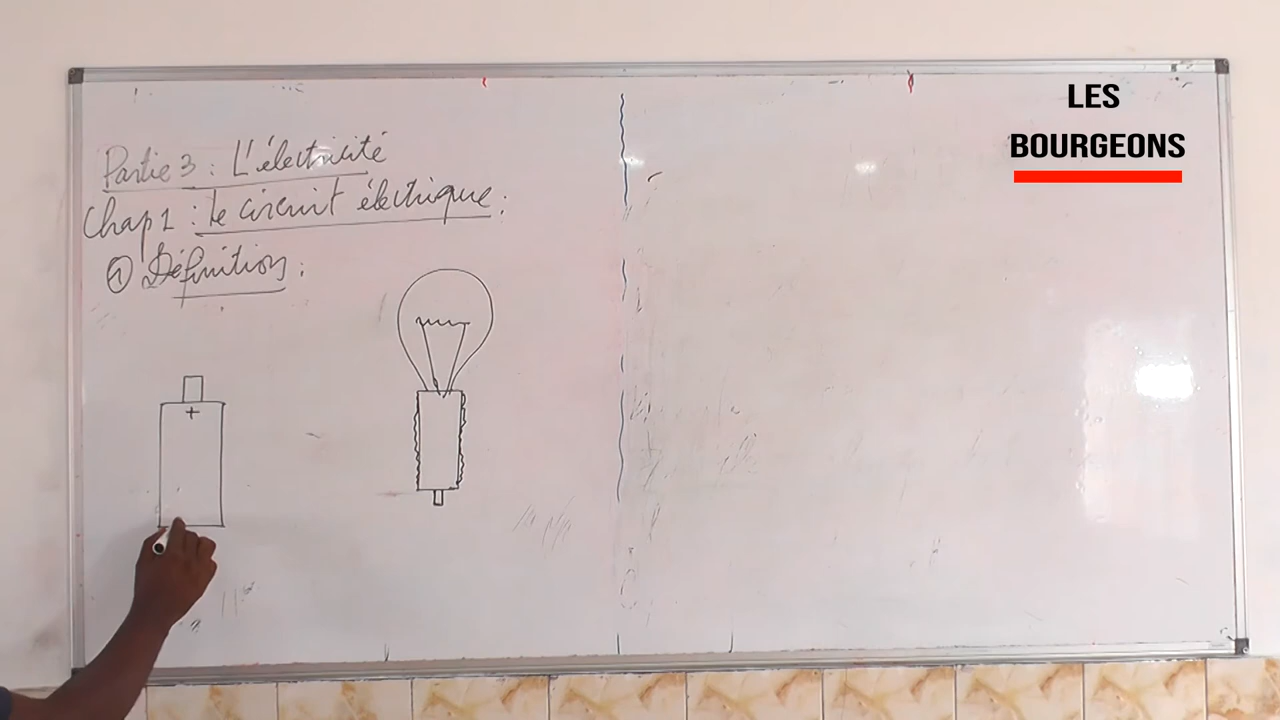 Partie 3 : L'électricité
Chap 1 : Le circuit électrique :
① Définition :
+
LES
BOURGEONS